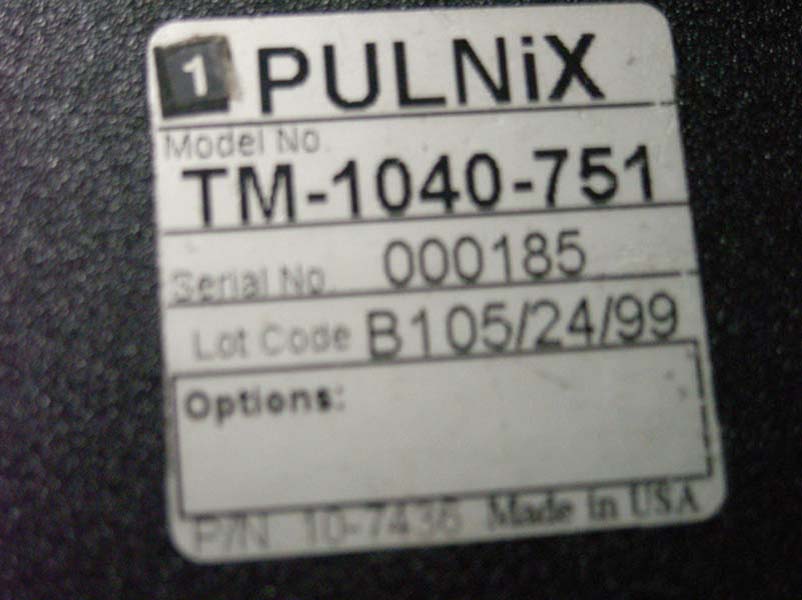 1 PULNiX
Model No.
TM-1040-751
Serial No. 000185
Lot Code B105/24/99
Options:
P/N 10-7436 Made in USA